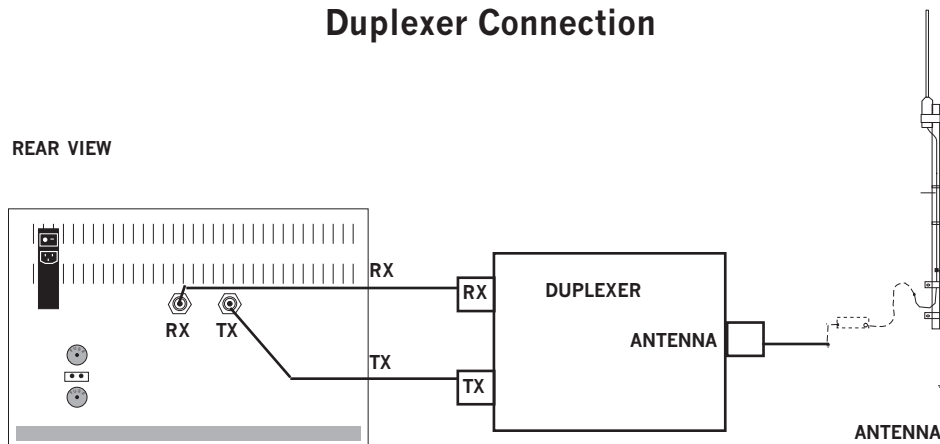 Duplexer Connection
REAR VIEW
RX
RX
DUPLEXER
RX TX
ANTENNA
TX
TX
ANTENNA